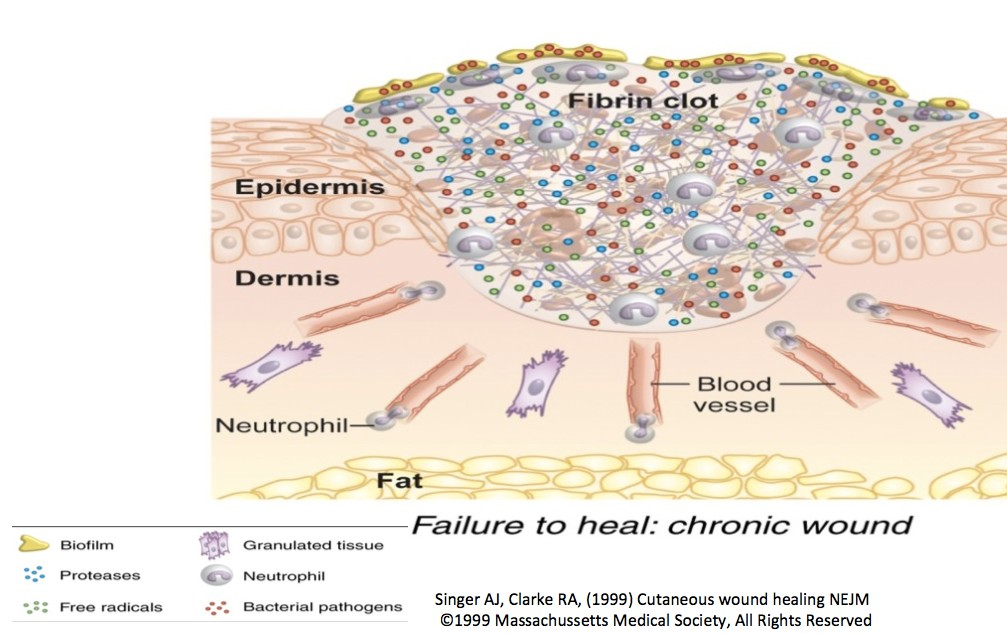 Fibrin clot
Epidermis
Dermis
Blood
vessel
Neutrophil
Fat
Failure to heal: chronic wound
Biofilm
Granulated tissue
Proteases
Neutrophil
Free radicals
Bacterial pathogens
Singer AJ, Clarke RA, (1999) Cutaneous wound healing NEJM
©1999 Massachussetts Medical Society, All Rights Reserved